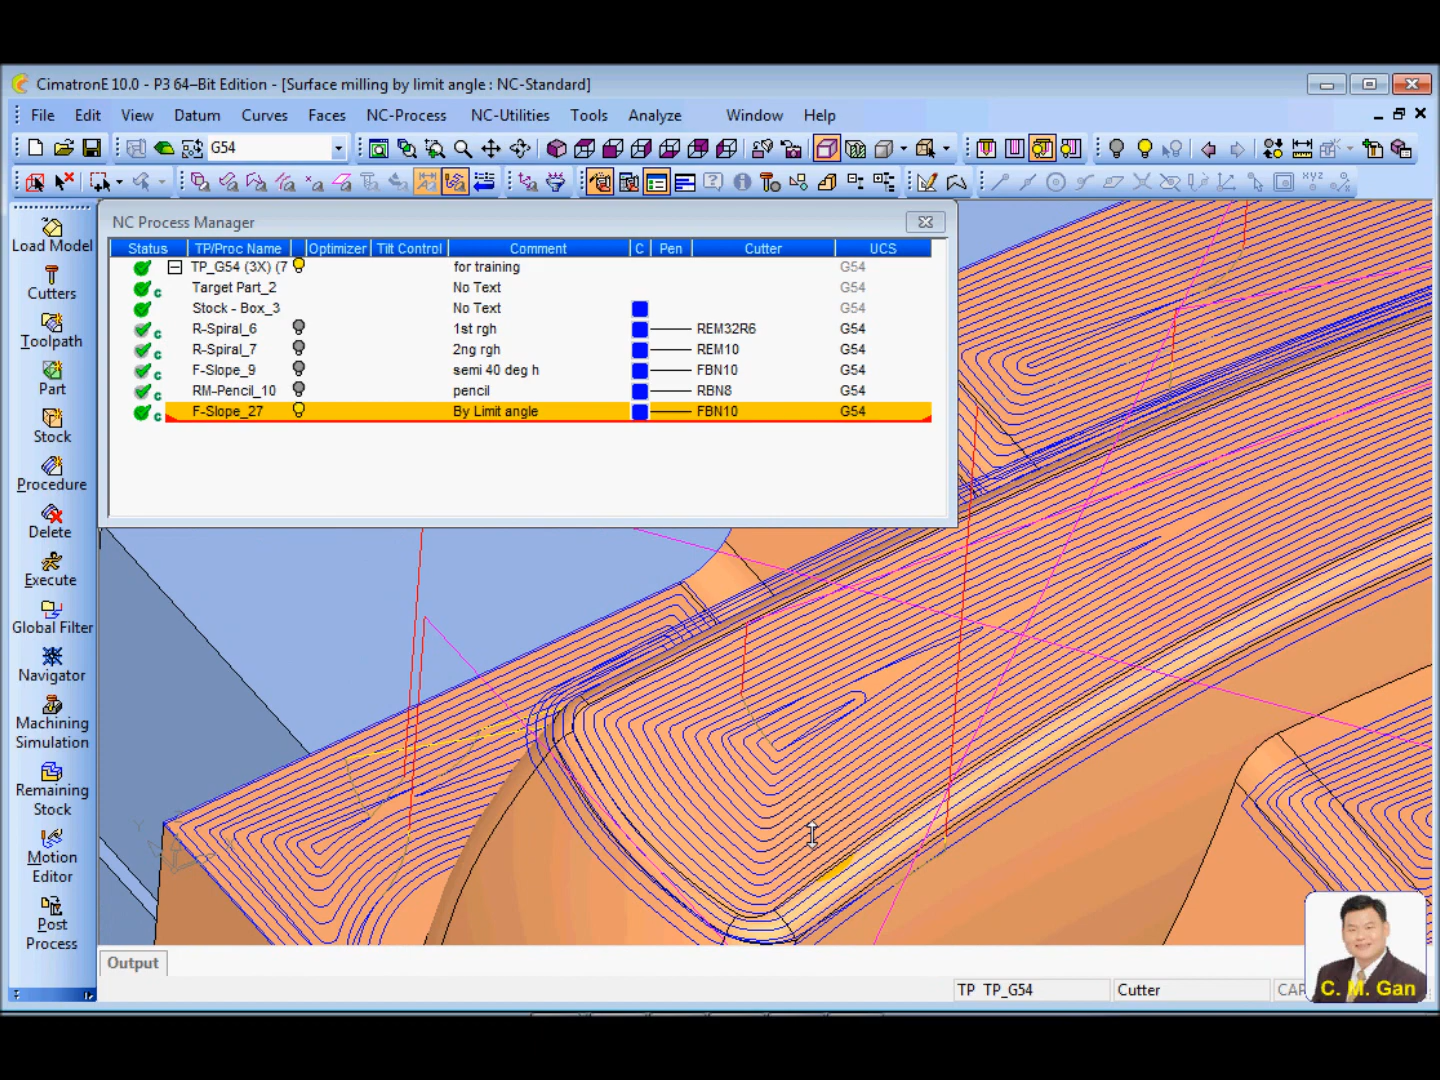 CimatronE 10.0 - P3 64-Bit Edition - [Surface milling by limit angle : NC-Standard]
File Edit View Datum Curves Faces NC-Process NC-Utilities Tools Analyze Window Help
G54
Load Model
Cutters
Toolpath
Part
Stock
Procedure
Delete
Execute
Global Filter
Navigator
Machining
Simulation
Remaining
Stock
Motion
Editor
Post
Process
NC Process Manager
Status TP/Proc Name Optimizer Tilt Control Comment C Pen Cutter UCS
TP_G54 (3X) (7 for training G54
c Target Part_2 No Text G54
Stock - Box_3 No Text G54
c R-Spiral_6 1st rgh REM32R6 G54
c R-Spiral_7 2ng rgh REM10 G54
c F-Slope_9 semi 40 deg h FBN10 G54
c RM-Pencil_10 pencil RBN8 G54
c F-Slope_27 By Limit angle FBN10 G54
Output
TP TP_G54 Cutter CAP
C. M. Gan